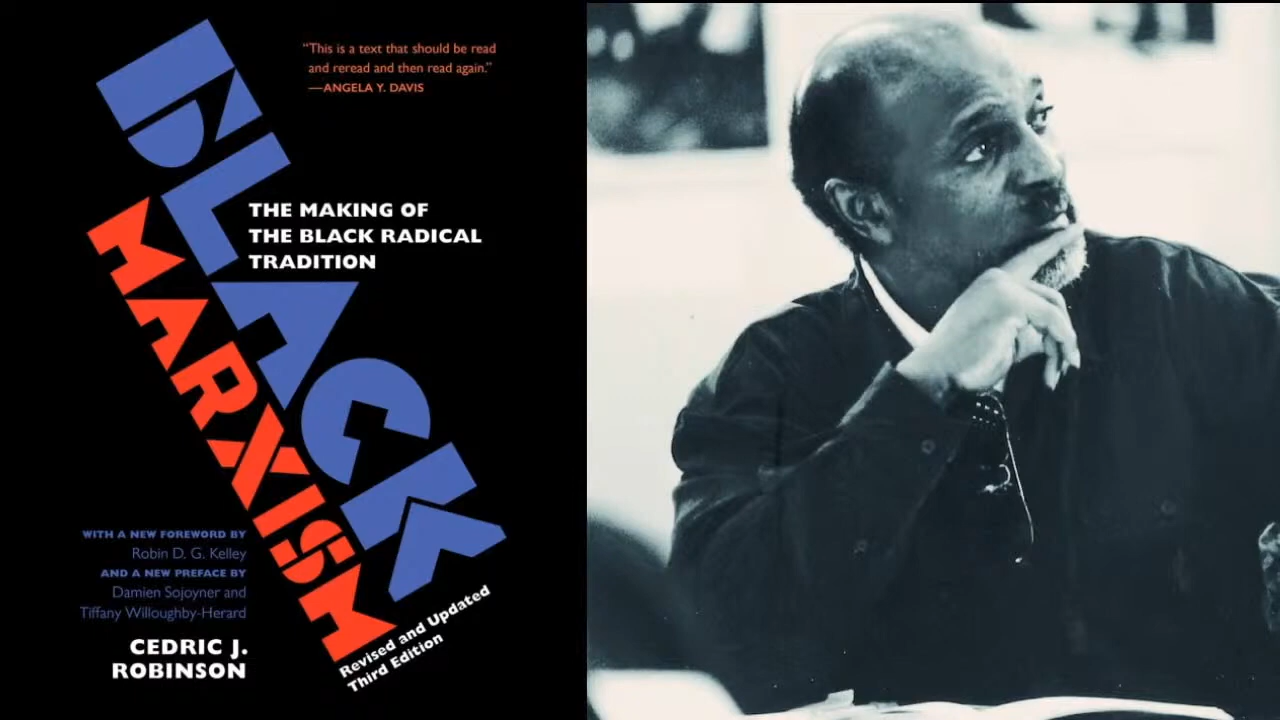 “This is a text that should be read
and reread and then read again.”
—ANGELA Y. DAVIS
BLACK
MARXISM
THE MAKING OF
THE BLACK RADICAL
TRADITION
WITH A NEW FOREWORD BY
Robin D. G. Kelley
AND A NEW PREFACE BY
Damien Sojoyner and
Tiffany Willoughby-Herard
CEDRIC J.
ROBINSON
Revised and Updated
Third Edition